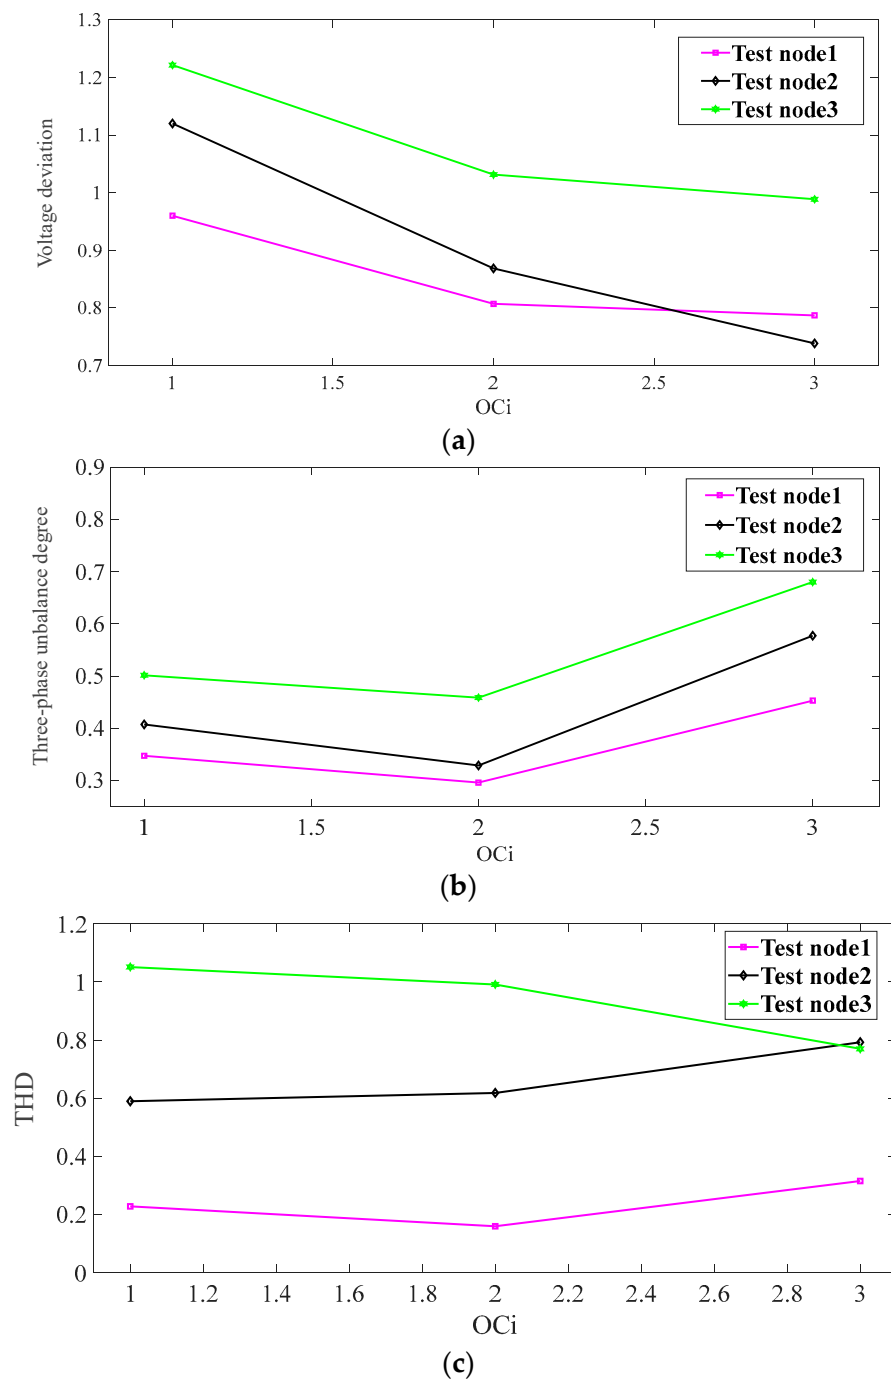 1.3
1.2
1.1
1
0.9
0.8
0.7
Voltage deviation
Test node1
Test node2
Test node3
1 1.5 2 2.5 3
OCi
(a)
0.9
0.8
0.7
0.6
0.5
0.4
0.3
Three-phase unbalance degree
Test node1
Test node2
Test node3
1 1.5 2 2.5 3
OCi
(b)
1.2
1
0.8
0.6
0.4
0.2
0
THD
Test node1
Test node2
Test node3
1 1.2 1.4 1.6 1.8 2 2.2 2.4 2.6 2.8 3
OCi
(c)